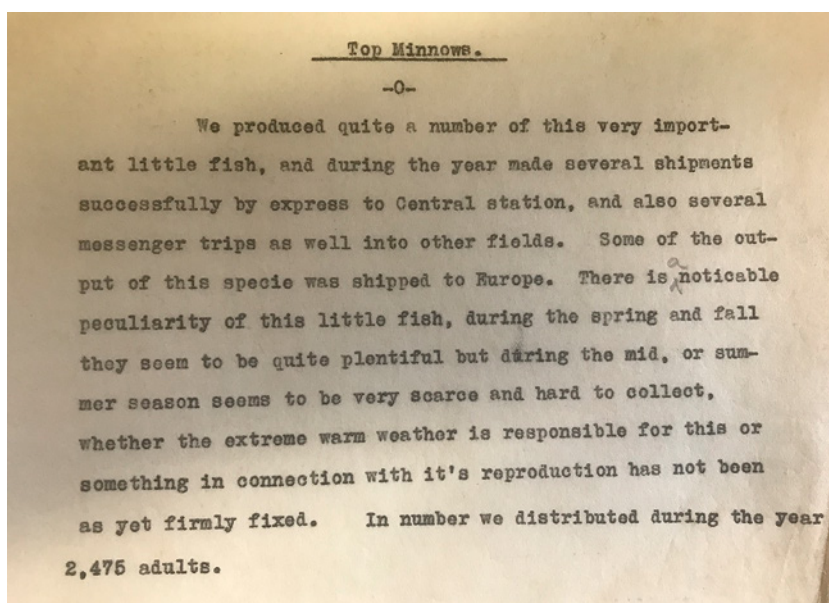 Top Minnows.
-0-
We produced quite a number of this very import-
ant little fish, and during the year made several shipments
successfully by express to Central station, and also several
messenger trips as well into other fields. Some of the out-
put of this specie was shipped to Europe. There is a noticable
peculiarity of this little fish, during the spring and fall
they seem to be quite plentiful but during the mid, or sum-
mer season seems to be very scarce and hard to collect,
whether the extreme warm weather is responsible for this or
something in connection with it's reproduction has not been
as yet firmly fixed. In number we distributed during the year
2,475 adults.